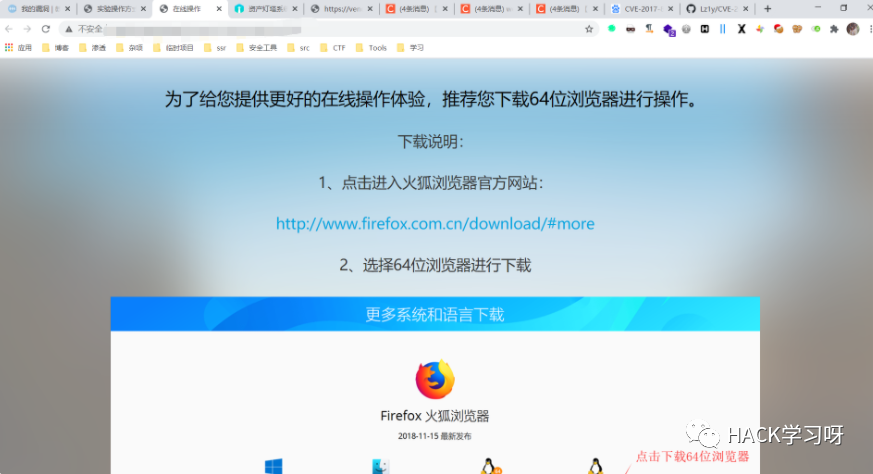 我的漏洞
实验操作方
在线操作
资产灯塔系
https://ven
(4条消息)
(4条消息) w
(4条消息)
CVE-2017-
Lz1y/CVE-2
不安全
应用
博客
渗透
杂项
临时项目
ssr
安全工具
src
CTF
Tools
学习
为了给您提供更好的在线操作体验，推荐您下载64位浏览器进行操作。
下载说明：
1、点击进入火狐浏览器官方网站：
http://www.firefox.com.cn/download/#more
2、选择64位浏览器进行下载
更多系统和语言下载
Firefox 火狐浏览器
2018-11-15 最新发布
点击下载64位浏览器
HACK学习呀